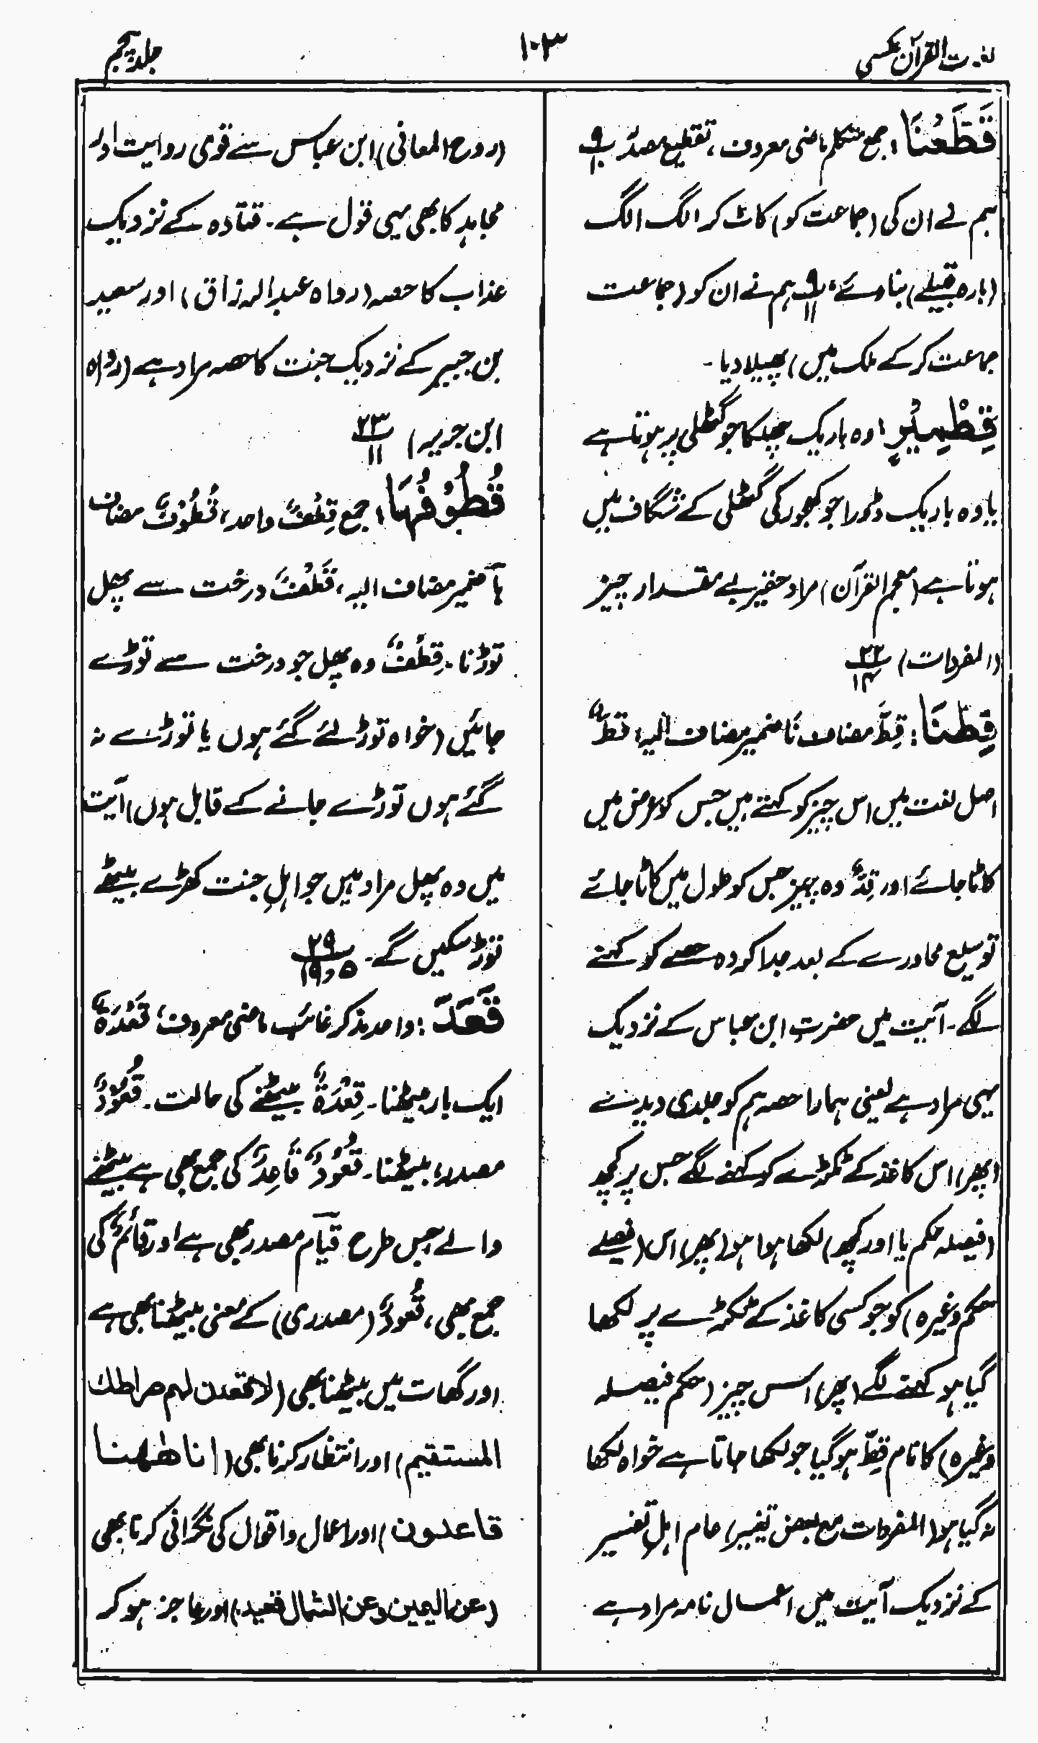 لغات القرآن عکسی
۱۰۳
جلد پنجم
قَطَّعْنَا: جمع متکلم ماضی معروف، تقطیع مصدر ۹/۱۰
ہم نے ان کی (جماعت کو) کاٹ کر الگ الگ
(بارہ قبیلے) بنادئے، ۹/۱۱ ہم نے ان کو (جماعت
جماعت کرکے ملک میں) پھیلا دیا۔
قِطْمِیْرٍ: وہ باریک چھلکا جو گٹھلی پر ہوتا ہے
یا وہ باریک ڈورا جو کھجور کی گٹھلی کے شگاف میں
ہوتا ہے (معجم القرآن) مراد حقیر بے مقدار چیز
(المفردات) ۲۲/۱۴
قِطَّنَا: قِطَّ مضاف نَا ضمیر مضاف الیہ، قطٌّ
اصل لغت میں اس چیز کو کہتے ہیں جس کو عرض میں
کاٹا جائے اور قِدٌّ وہ چیز جس کو طول میں کاٹا جائے
توسیع محاورے کے بعد جدا کردہ حصے کو کہنے
لگے۔ آیت میں حضرت ابن عباس کے نزدیک
یہی مراد ہے یعنی ہمارا حصہ ہم کو جلدی دیدے
(پھر) اس کاغذ کے ٹکڑے کو کہنے لگے جس پر کچھ
(فیصلہ حکم یا اور کچھ) لکھا ہوا ہو (پھر) اس (فیصلے
حکم وغیرہ) کو جو کسی کاغذ کے ٹکڑے پر لکھا
گیا ہو کہنے لگے (پھر) اس چیز (حکم فیصلہ
وغیرہ) کا نام قِطّ ہوگیا جو لکھا جاتا ہے خواہ لکھا
نہ گیا ہو (المفردات مع بعض تغییر) عام اہل تفسیر
کے نزدیک آیت میں اعمال نامہ مراد ہے
(روح المعانی) ابن عباس سے قوی روایت اور
مجاہد کا بھی یہی قول ہے۔ قتادہ کے نزدیک
عذاب کا حصہ (رواہ عبدالرزاق) اور سعید
بن جبیر کے نزدیک جنت کا حصہ مراد ہے (رواہ
ابن جریر) ۲۳/۱۱
قُطُوْفُہَا: جمع قِطْفٌ واحد، قُطُوْفٌ مضاف
ہَا ضمیر مضاف الیہ، قَطْفٌ درخت سے پھل
توڑنا۔ قِطْفٌ وہ پھل جو درخت سے توڑے
جائیں (خواہ توڑ لئے گئے ہوں یا توڑے نہ
گئے ہوں توڑے جانے کے قابل ہوں) آیت
میں وہ پھل مراد ہیں جو اہلِ جنت کھڑے بیٹھے
توڑ سکیں گے۔ ۲۹/۵ و ۱۹
قَعَدَ: واحد مذکر غائب ماضی معروف، قَعْدَۃٌ
ایک بار بیٹھنا۔ قِعْدَۃٌ بیٹھنے کی حالت۔ قُعُوْدٌ
مصدر، بیٹھنا۔ قُعُوْدٌ قَاعِدٌ کی جمع بھی ہے بیٹھنے
والے جس طرح قیام مصدر بھی ہے اور قائمٌ کی
جمع بھی، قُعُودٌ (مصدری) کے معنی بیٹھنا بھی ہے
اور گھات میں بیٹھنا بھی (لاقعدن لہم صراطک
المستقیم) اور انتظار کرنا بھی (اناھٰھنا
قاعدون) اور اعمال و اقوال کی نگرانی کرنا بھی
(عن الیمین وعن الشمال قعید) اور عاجز ہوکر